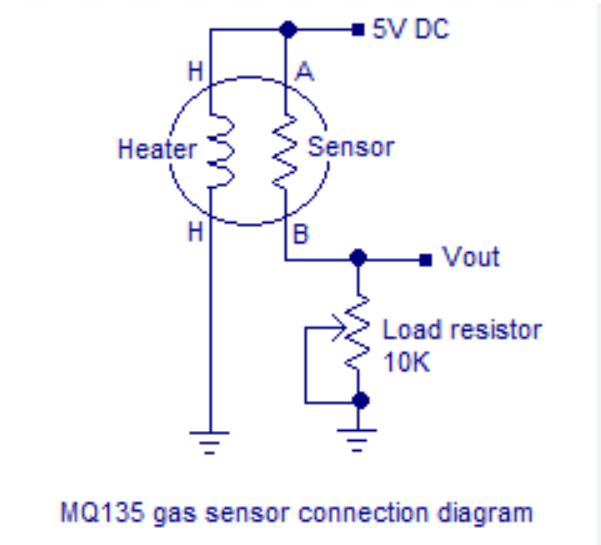 5V DC
H
A
Heater
Sensor
H
B
Vout
Load resistor
10K
MQ135 gas sensor connection diagram